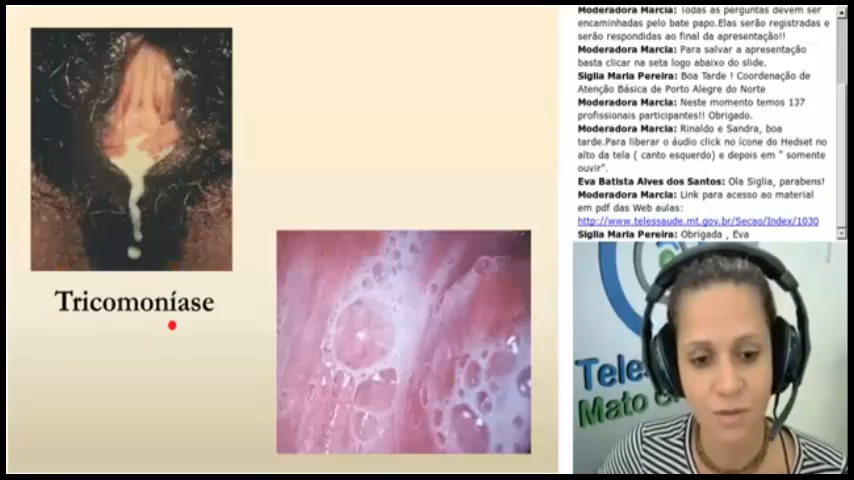 Tricomoníase
Moderadora Marcia: Todas as perguntas devem ser
encaminhadas pelo bate papo.Elas serão registradas e
serão respondidas ao final da apresentação!!
Moderadora Marcia: Para salvar a apresentação
basta clicar na seta logo abaixo do slide.
Siglia Maria Pereira: Boa Tarde ! Coordenação de
Atenção Básica de Porto Alegre do Norte
Moderadora Marcia: Neste momento temos 137
profissionais participantes!! Obrigado.
Moderadora Marcia: Rinaldo e Sandra, boa
tarde.Para liberar o áudio click no ícone do Hedset no
alto da tela ( canto esquerdo) e depois em " somente
ouvir".
Eva Batista Alves dos Santos: Ola Siglia, parabens!
Moderadora Marcia: Link para acesso ao material
em pdf das Web aulas:
http://www.telessaude.mt.gov.br/Secao/Index/1030
Siglia Maria Pereira: Obrigada , Eva
Teles
Mato